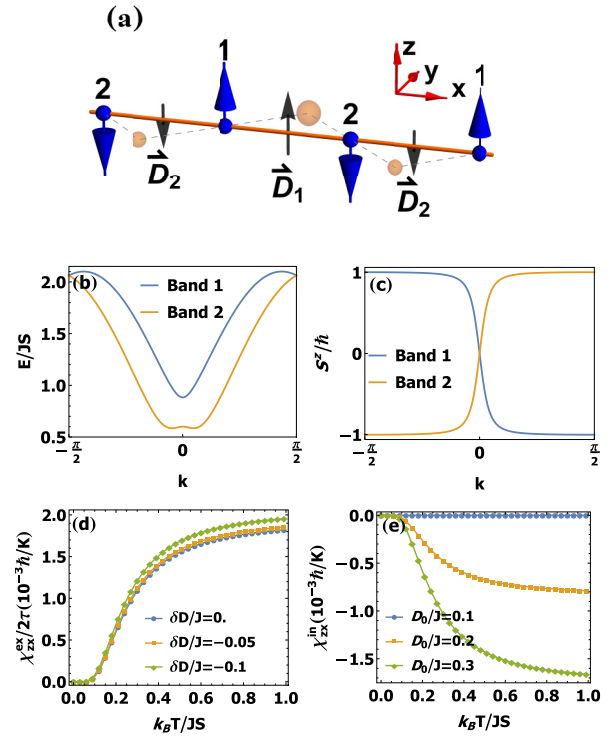 (a)
z
y
x
1
1
2
2
D₂
D₁
D₂
(b)
E/JS
2.0
1.5
1.0
0.5
Band 1
Band 2
−π/2
0
π/2
k
(c)
Sᶻ/ħ
1
0
−1
Band 1
Band 2
−π/2
0
π/2
k
(d)
χᵉˣzx/2τ(10⁻³ħ/K)
2.0
1.5
1.0
0.5
0.0
δD/J=0.
δD/J=−0.05
δD/J=−0.1
0.0 0.2 0.4 0.6 0.8 1.0
k_BT/JS
(e)
χⁱⁿzx(10⁻³ħ/K)
0.0
−0.5
−1.0
−1.5
D₀/J=0.1
D₀/J=0.2
D₀/J=0.3
0.0 0.2 0.4 0.6 0.8 1.0
k_BT/JS